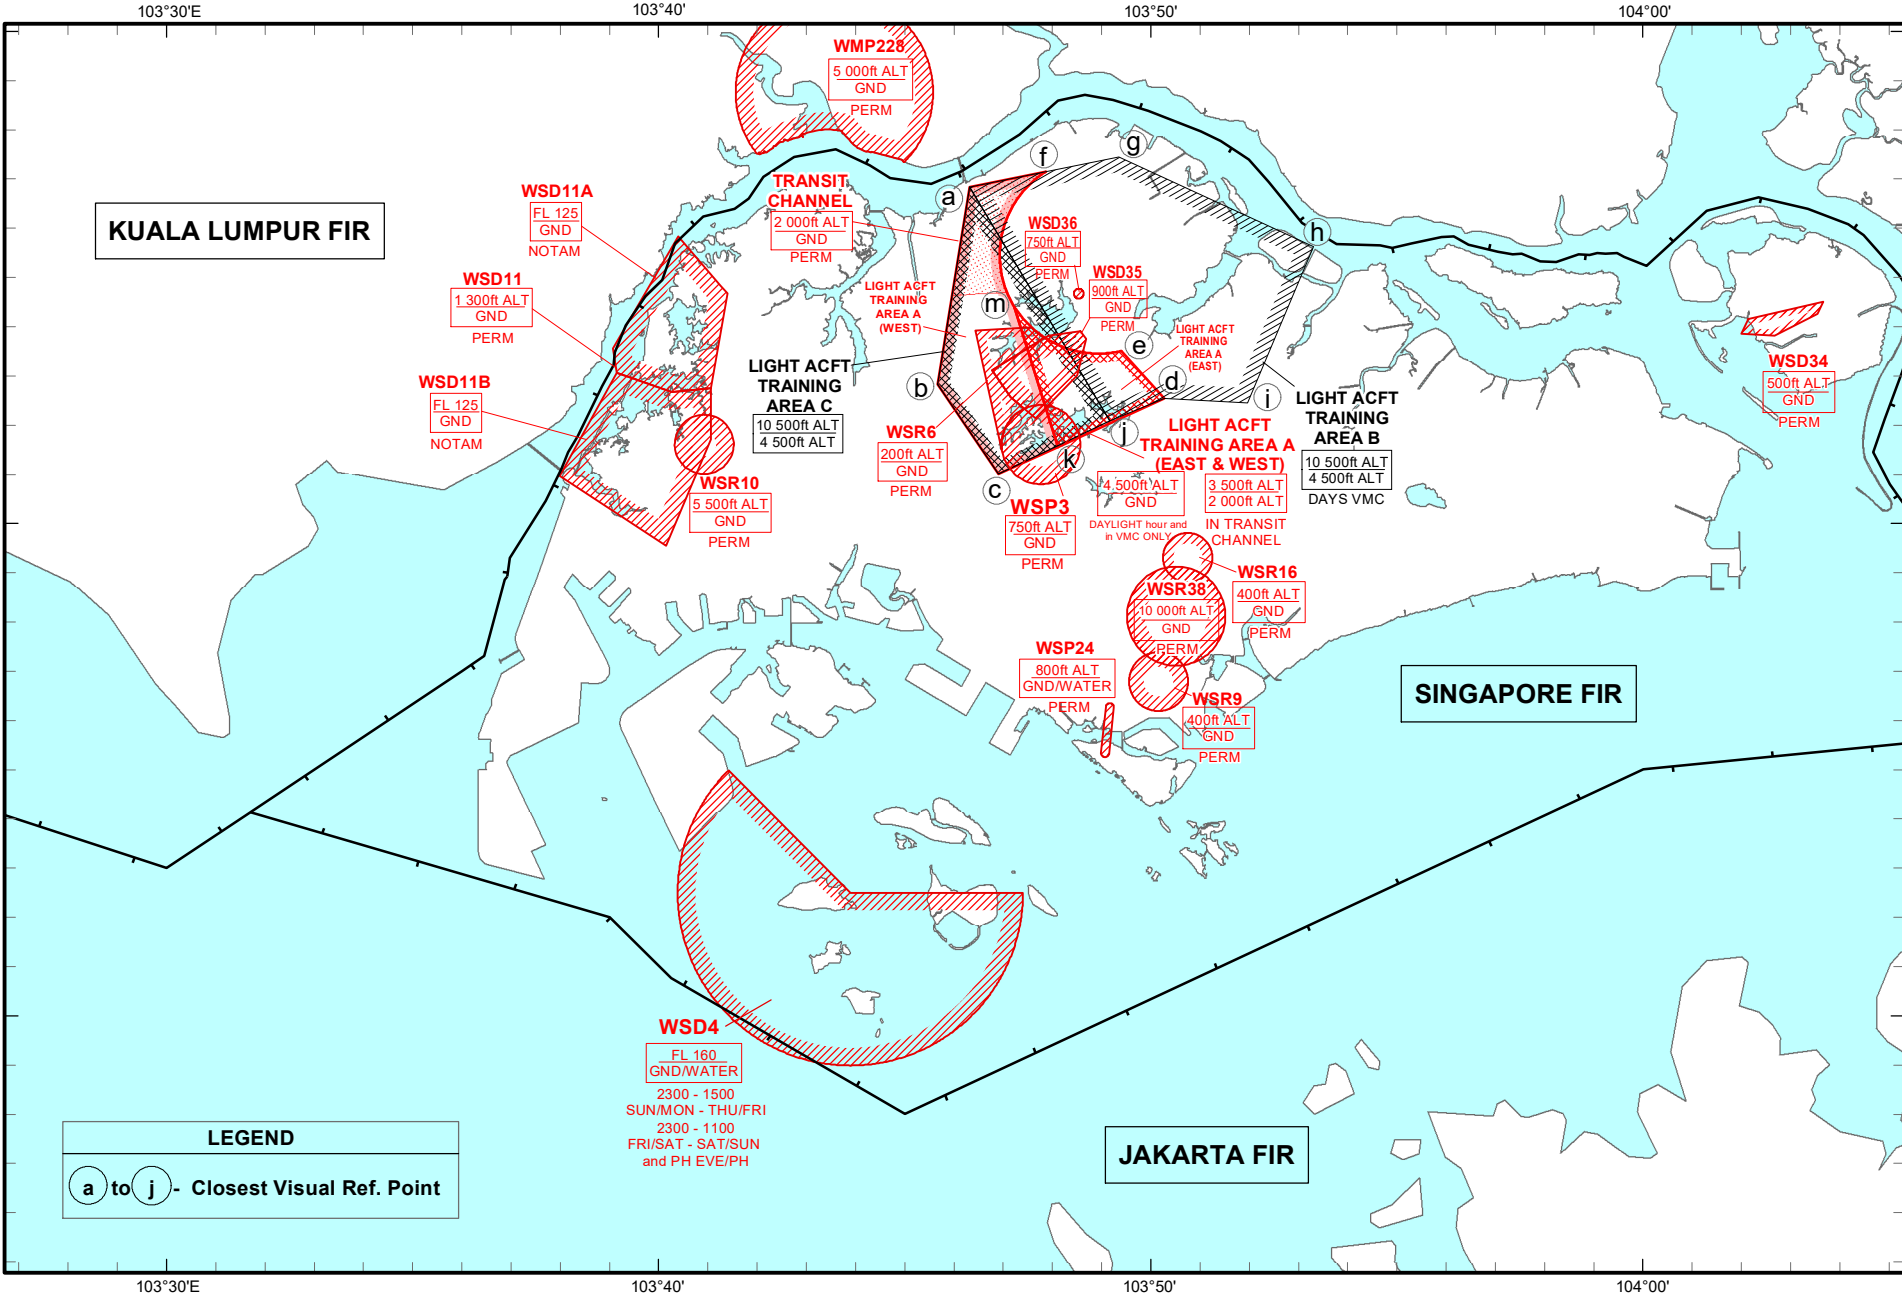 103°30'E
103°40'
103°50'
104°00'
WMP228
5 000ft ALT
GND
PERM
KUALA LUMPUR FIR
WSD11A
FL 125
GND
NOTAM
TRANSIT
CHANNEL
2 000ft ALT
GND
PERM
a
f
g
h
WSD36
750ft ALT
GND
PERM
WSD35
900ft ALT
GND
PERM
WSD11
1 300ft ALT
GND
PERM
LIGHT ACFT
TRAINING
AREA A
(WEST)
m
LIGHT ACFT
TRAINING
AREA A
(EAST)
e
d
i
b
j
k
c
WSD34
500ft ALT
GND
PERM
LIGHT ACFT
TRAINING
AREA C
10 500ft ALT
4 500ft ALT
WSD11B
FL 125
GND
NOTAM
LIGHT ACFT
TRAINING
AREA B
10 500ft ALT
4 500ft ALT
DAYS VMC
WSR6
200ft ALT
GND
PERM
LIGHT ACFT
TRAINING AREA A
(EAST & WEST)
4 500ft ALT
GND
DAYLIGHT hour and
in VMC ONLY
3 500ft ALT
2 000ft ALT
IN TRANSIT
CHANNEL
WSR10
5 500ft ALT
GND
PERM
WSP3
750ft ALT
GND
PERM
WSR16
400ft ALT
GND
PERM
WSR38
10 000ft ALT
GND
PERM
WSP24
800ft ALT
GND/WATER
PERM
WSR9
400ft ALT
GND
PERM
SINGAPORE FIR
WSD4
FL 160
GND/WATER
2300 - 1500
SUN/MON - THU/FRI
2300 - 1100
FRI/SAT - SAT/SUN
and PH EVE/PH
JAKARTA FIR
LEGEND
a to j - Closest Visual Ref. Point
103°30'E
103°40'
103°50'
104°00'